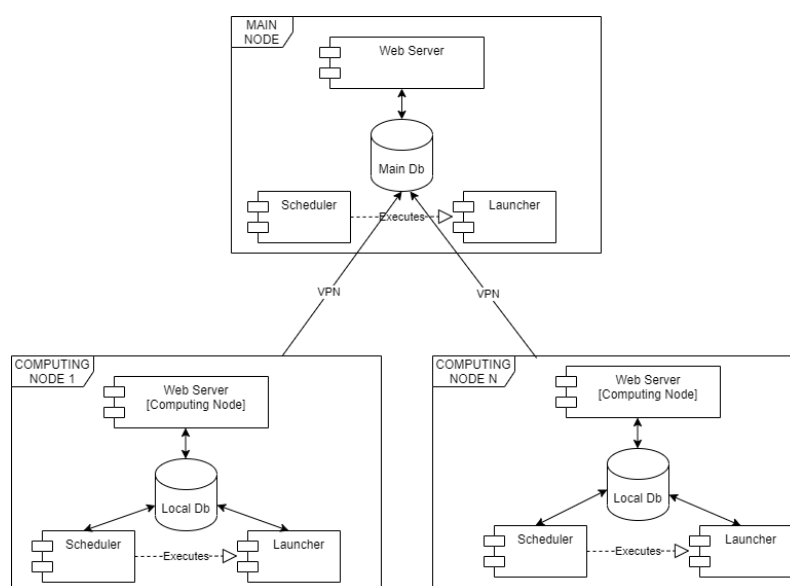 MAIN
NODE
Web Server
Main Db
Scheduler
Executes
Launcher
VPN
VPN
COMPUTING
NODE 1
Web Server
[Computing Node]
Local Db
Scheduler
Executes
Launcher
COMPUTING
NODE N
Web Server
[Computing Node]
Local Db
Scheduler
Executes
Launcher